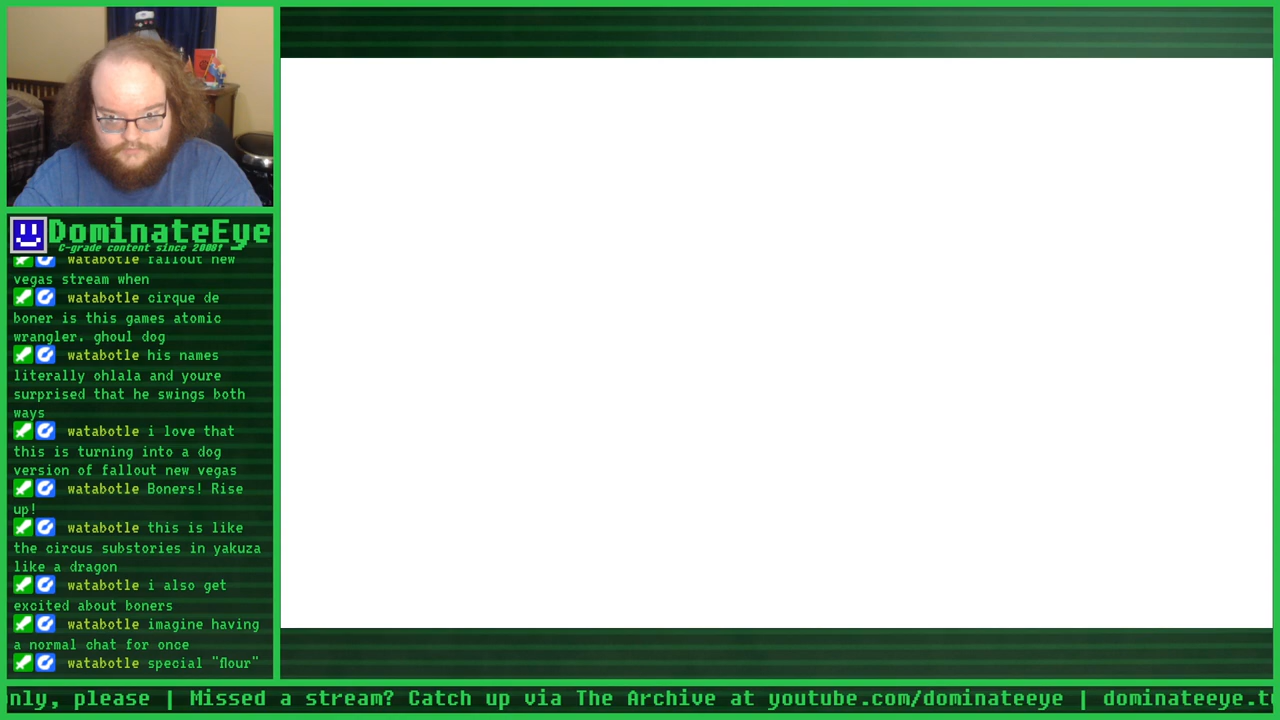 DominateEye
C-grade content since 2008!
watabotle fallout new
vegas stream when
watabotle cirque de
boner is this games atomic
wrangler. ghoul dog
watabotle his names
literally ohlala and youre
surprised that he swings both
ways
watabotle i love that
this is turning into a dog
version of fallout new vegas
watabotle Boners! Rise
up!
watabotle this is like
the circus substories in yakuza
like a dragon
watabotle i also get
excited about boners
watabotle imagine having
a normal chat for once
watabotle special "flour"
nly, please | Missed a stream? Catch up via The Archive at youtube.com/dominateeye | dominateeye.t